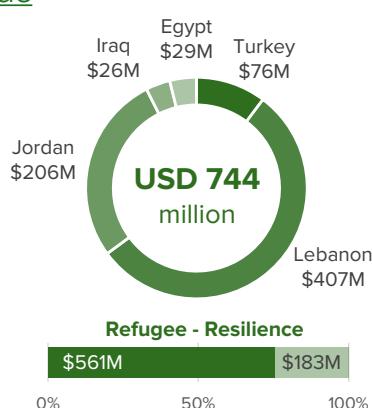 Egypt
$29M
Iraq
$26M
Turkey
$76M
Jordan
$206M
USD 744
million
Lebanon
$407M
Refugee - Resilience
$561M
$183M
0%
50%
100%